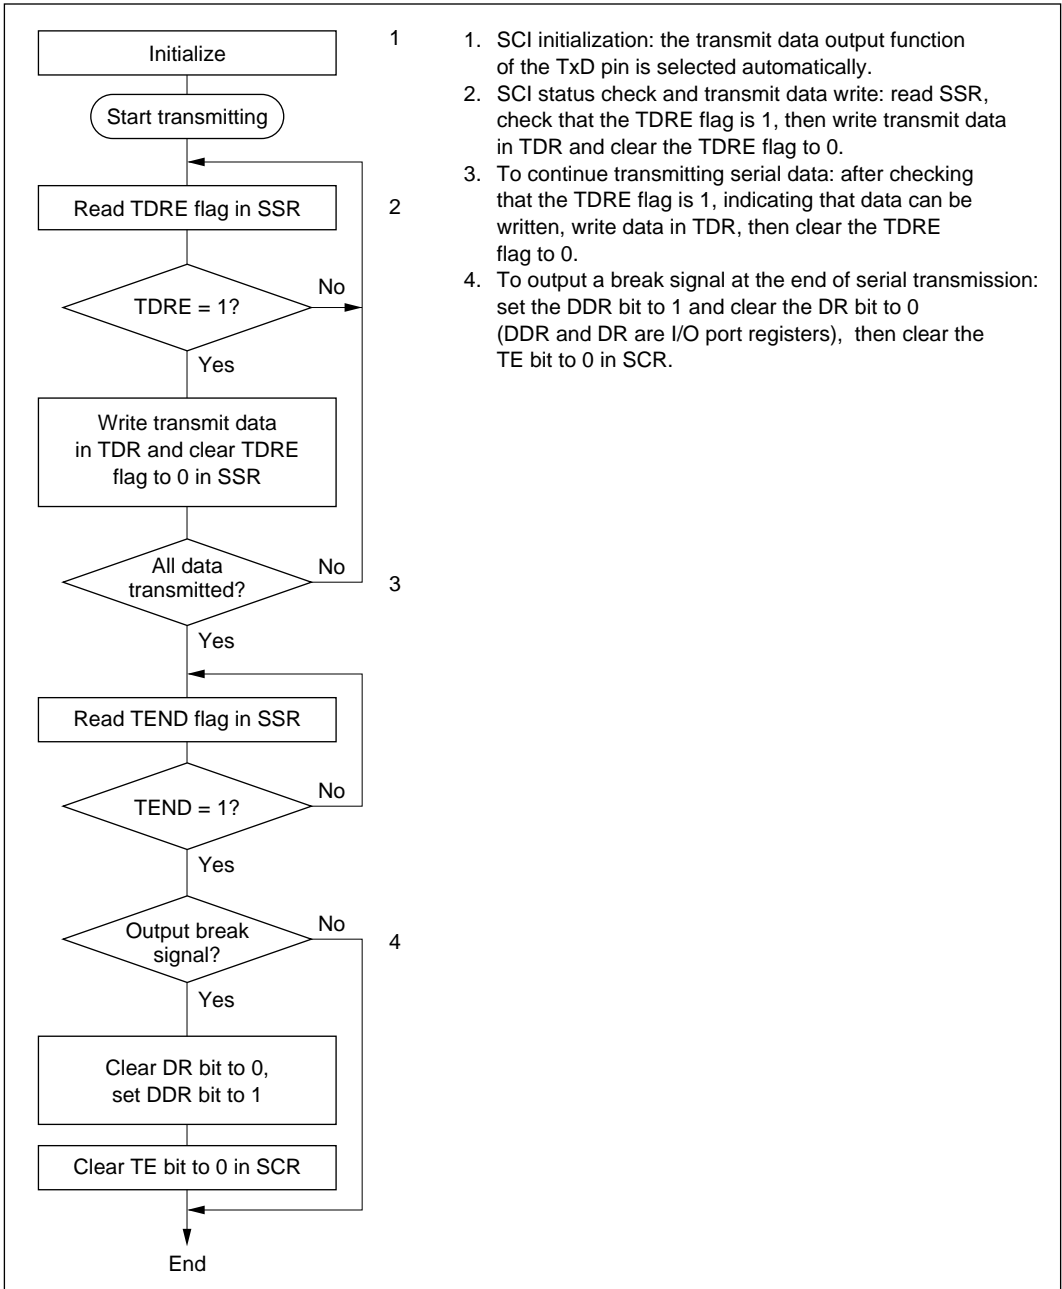 Initialize
1
Start transmitting
Read TDRE flag in SSR
2
TDRE = 1?
No
Yes
Write transmit data
in TDR and clear TDRE
flag to 0 in SSR
All data
transmitted?
No
3
Yes
Read TEND flag in SSR
TEND = 1?
No
Yes
Output break
signal?
No
4
Yes
Clear DR bit to 0,
set DDR bit to 1
Clear TE bit to 0 in SCR
End
1. SCI initialization: the transmit data output function
of the TxD pin is selected automatically.
2. SCI status check and transmit data write: read SSR,
check that the TDRE flag is 1, then write transmit data
in TDR and clear the TDRE flag to 0.
3. To continue transmitting serial data: after checking
that the TDRE flag is 1, indicating that data can be
written, write data in TDR, then clear the TDRE
flag to 0.
4. To output a break signal at the end of serial transmission:
set the DDR bit to 1 and clear the DR bit to 0
(DDR and DR are I/O port registers),  then clear the
TE bit to 0 in SCR.